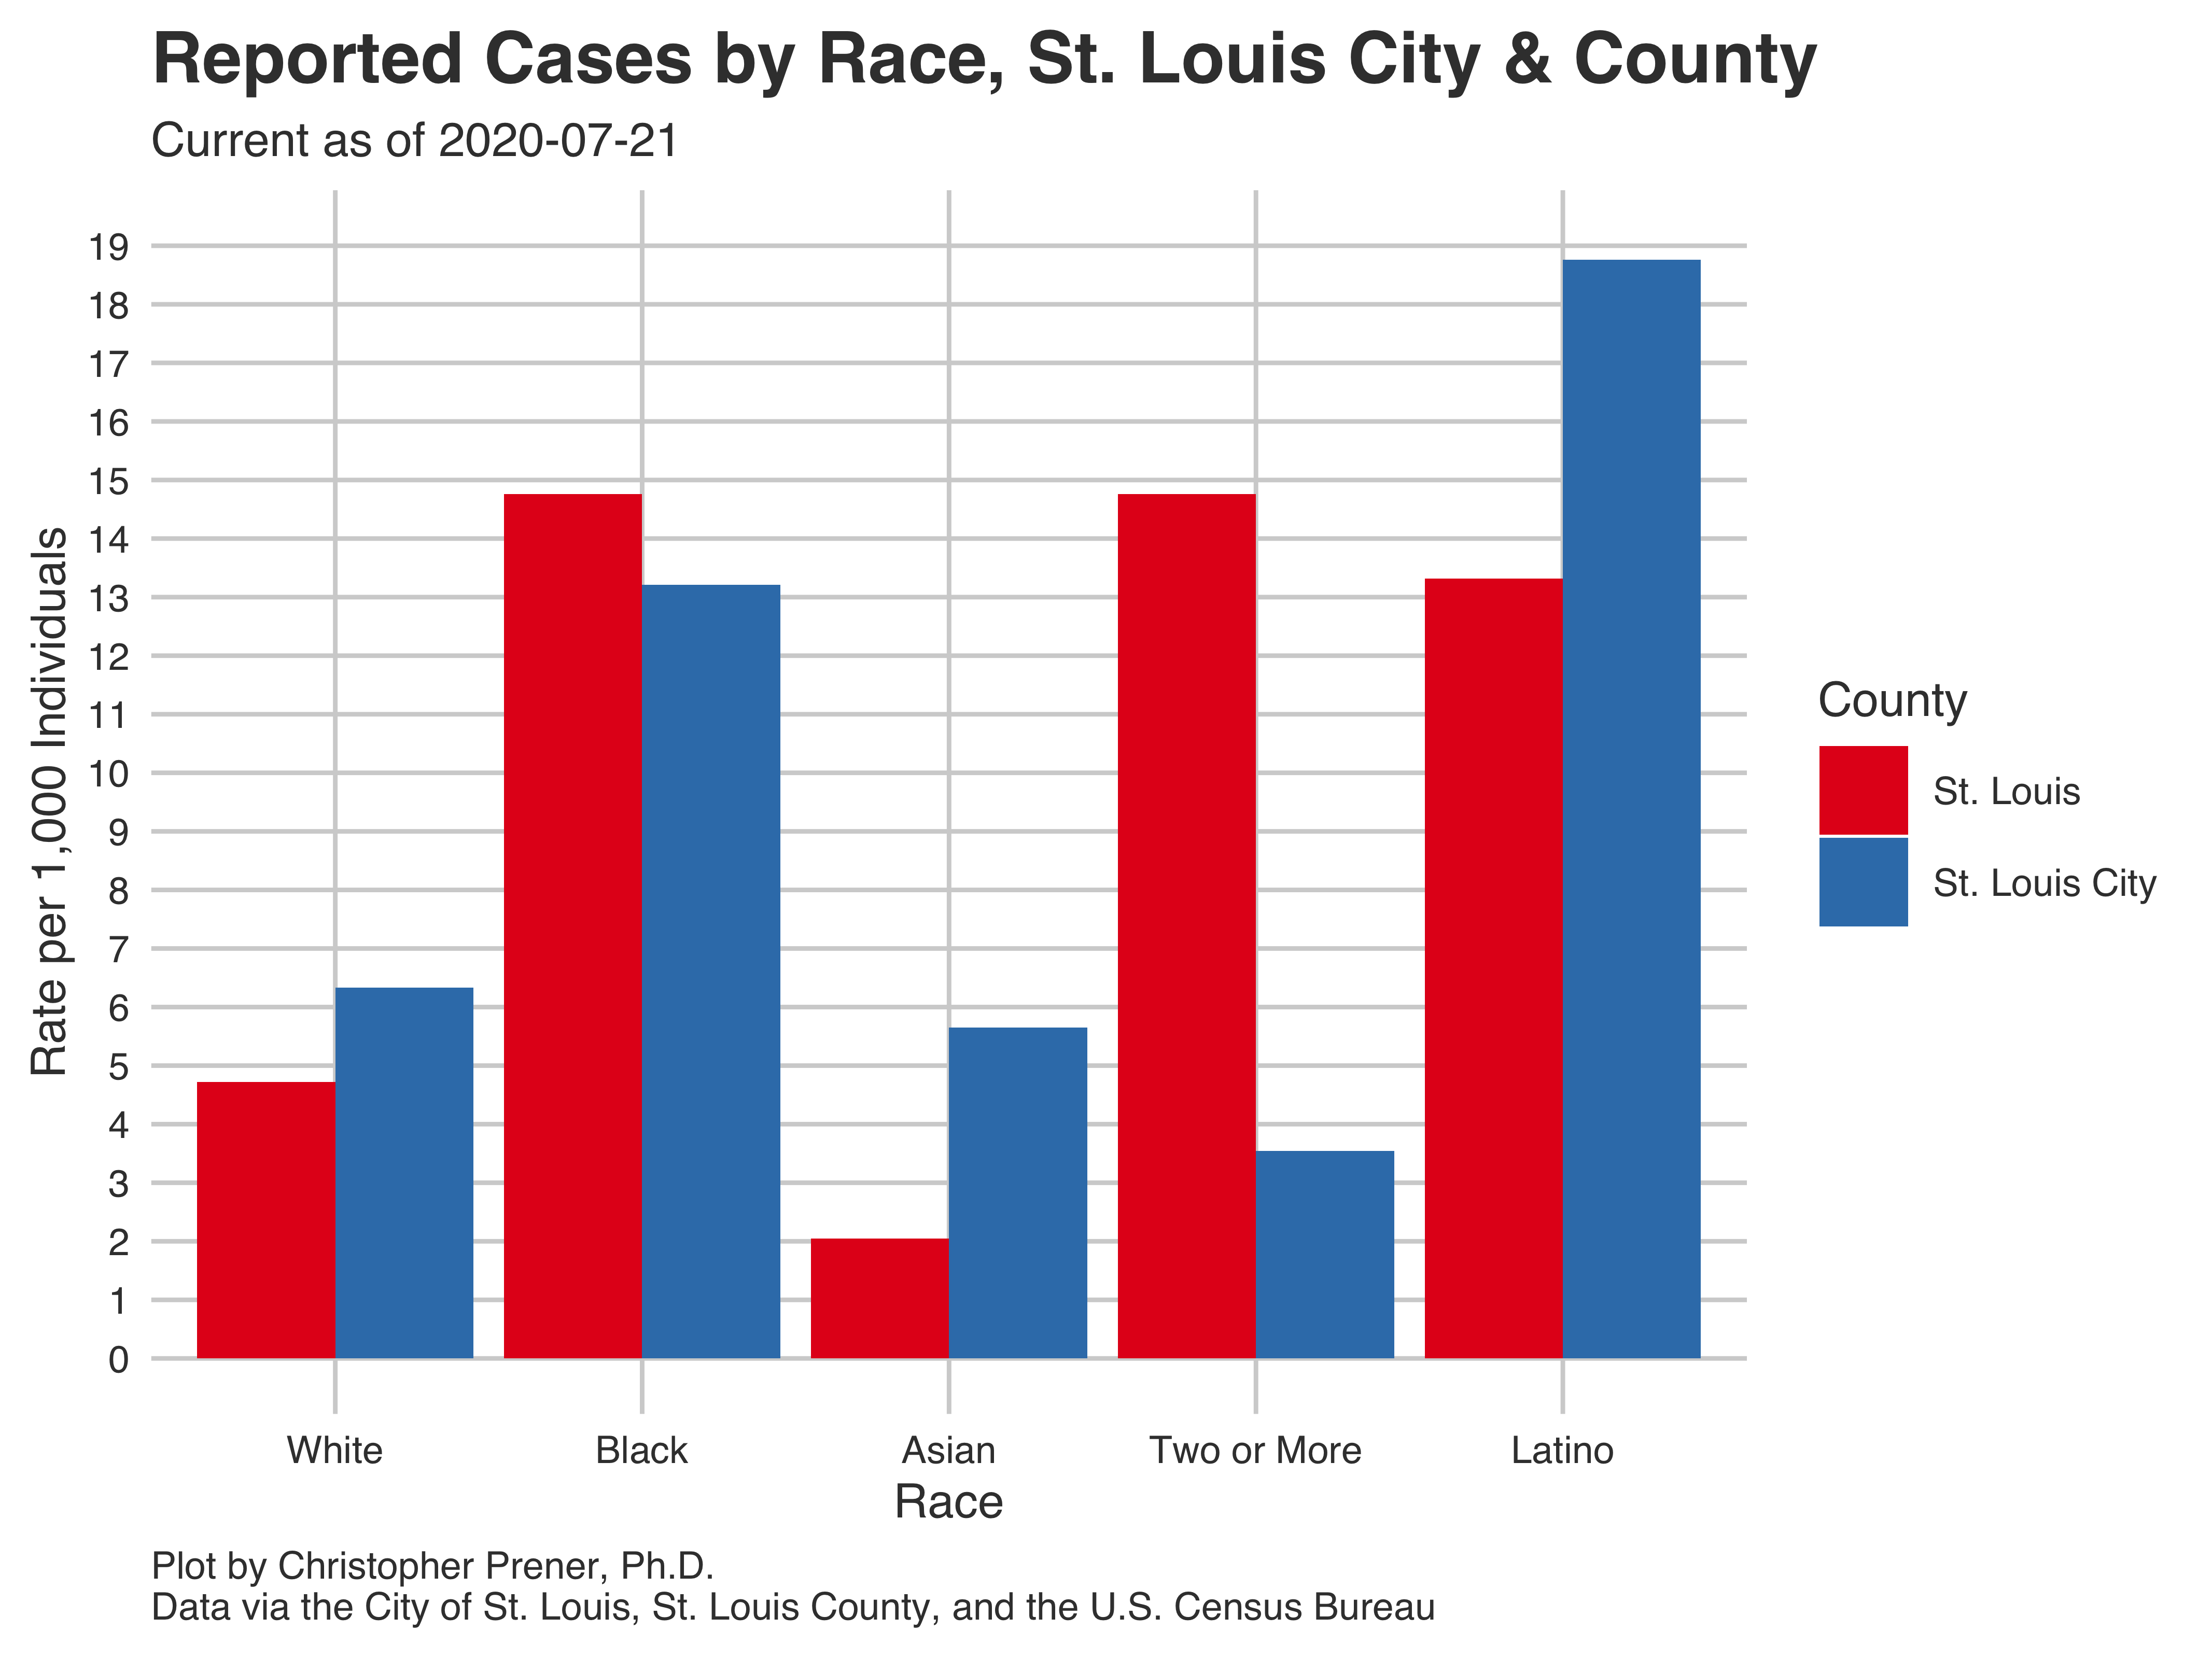 Reported Cases by Race, St. Louis City & County
Current as of 2020-07-21
Rate per 1,000 Individuals
19
18
17
16
15
14
13
12
11
10
9
8
7
6
5
4
3
2
1
0
White Black Asian Two or More Latino
Race
County
St. Louis
St. Louis City
Plot by Christopher Prener, Ph.D.
Data via the City of St. Louis, St. Louis County, and the U.S. Census Bureau